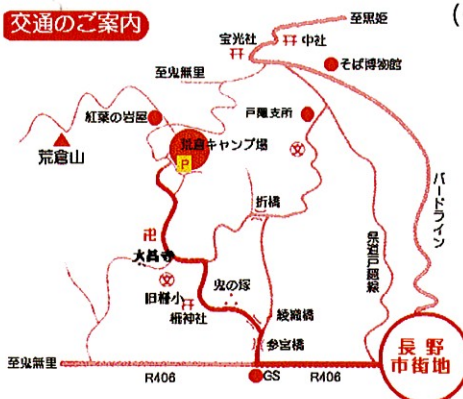 交通のご案内
(
至黒姫
宝光社
中社
そば博物館
至鬼無里
紅葉の岩屋
戸隠支所
荒倉山
荒倉キャンプ場
P
バードライン
折橋
県道戸隠線
大昌寺
鬼の塚
旧柵小
柵神社
綾織橋
参宮橋
長野
市街地
至鬼無里
R406
GS
R406